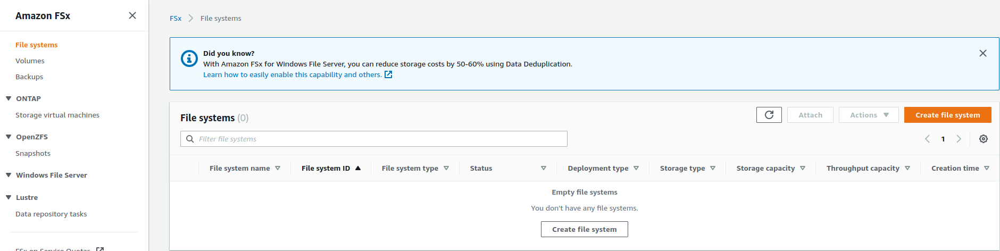 Amazon FSx
File systems
Volumes
Backups
ONTAP
Storage virtual machines
OpenZFS
Snapshots
Windows File Server
Lustre
Data repository tasks
FSx on Service Quotas
FSx File systems
Did you know?
With Amazon FSx for Windows File Server, you can reduce storage costs by 50-60% using Data Deduplication.
Learn how to easily enable this capability and others.
File systems (0)
Attach Actions Create file system
Filter file systems
1
File system name File system ID File system type Status Deployment type Storage type Storage capacity Throughput capacity Creation time
Empty file systems
You don't have any file systems.
Create file system